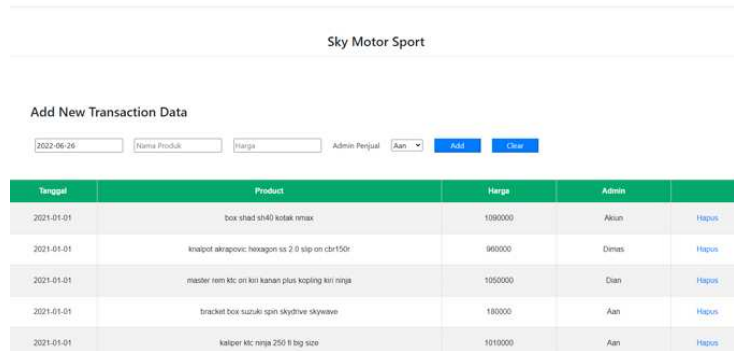 Sky Motor Sport
Add New Transaction Data
2022-06-26 Nama Produk Harga Admin Penjual Aan Add Clear
Tanggal Product Harga Admin
2021-01-01 box shad sh40 kotak nmax 1090000 Akiun Hapus
2021-01-01 knalpot akrapovic hexagon ss 2.0 slip on cbr150r 960000 Dimas Hapus
2021-01-01 master rem ktc ori kiri kanan plus kopling kiri ninja 1050000 Dian Hapus
2021-01-01 bracket box suzuki spin skydrive skywave 180000 Aan Hapus
2021-01-01 kaliper ktc ninja 250 fi big size 1010000 Aan Hapus